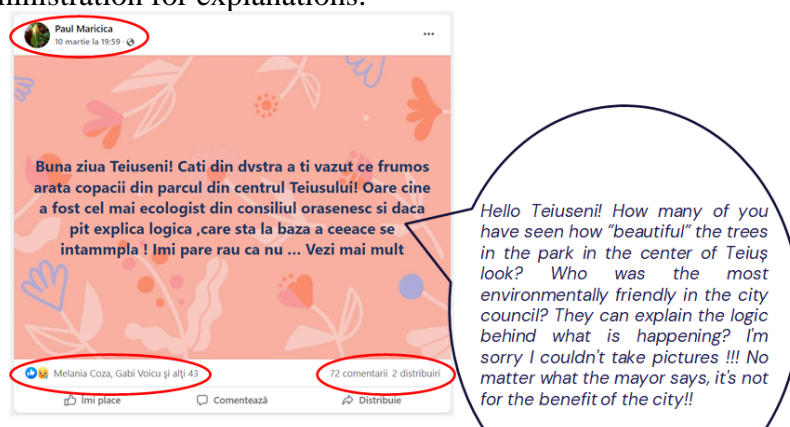 ministration for explanations.
Paul Maricica
10 martie la 19:59 ·
Buna ziua Teiuseni! Cati din dvstra a ti vazut ce frumos
arata copacii din parcul din centrul Teiusului! Oare cine
a fost cel mai ecologist din consiliul orasenesc si daca
pit explica logica ,care sta la baza a ceeace se
intammpla ! Imi pare rau ca nu ... Vezi mai mult
Melania Coza, Gabi Voicu și alți 43
72 comentarii 2 distribuiri
Îmi place
Comentează
Distribuie
Hello Teiuseni! How many of you
have seen how "beautiful" the trees
in the park in the center of Teiuș
look? Who was the most
environmentally friendly in the city
council? They can explain the logic
behind what is happening? I'm
sorry I couldn't take pictures !!! No
matter what the mayor says, it's not
for the benefit of the city!!